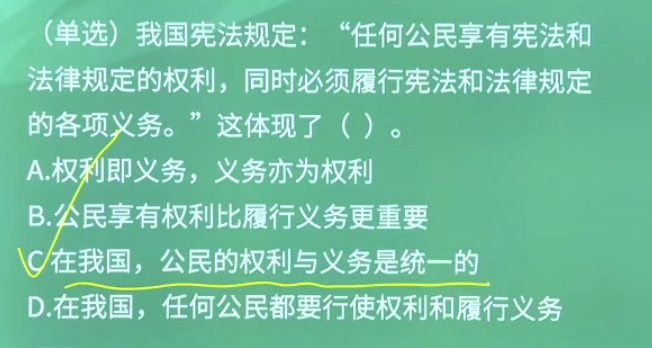 （单选）我国宪法规定：“任何公民享有宪法和
法律规定的权利，同时必须履行宪法和法律规定
的各项义务。”这体现了（ ）。
A.权利即义务，义务亦为权利
B.公民享有权利比履行义务更重要
C 在我国，公民的权利与义务是统一的
D.在我国，任何公民都要行使权利和履行义务